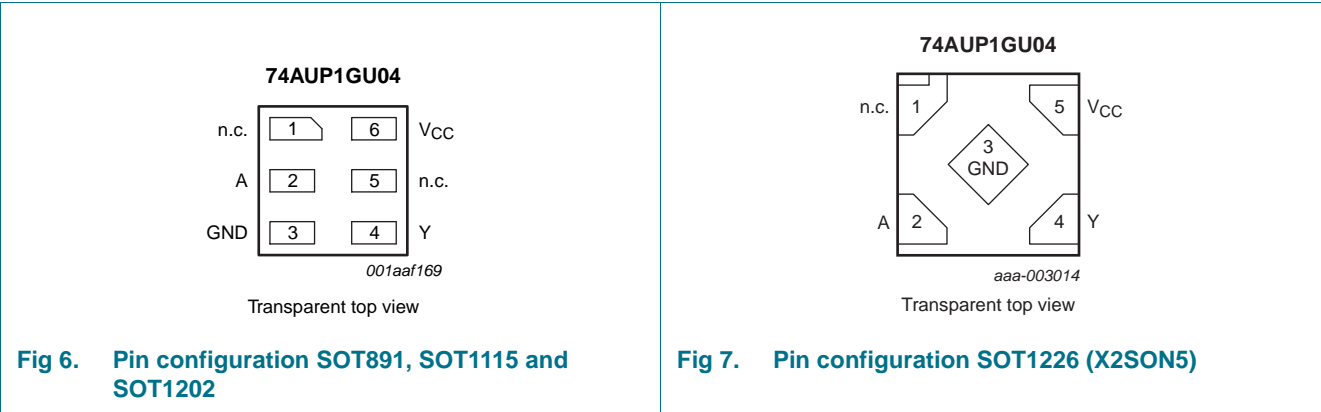 74AUP1GU04
n.c. 1 6 VCC
A 2 5 n.c.
GND 3 4 Y
001aaf169
Transparent top view
Fig 6. Pin configuration SOT891, SOT1115 and
SOT1202
74AUP1GU04
n.c. 1 5 VCC
3
GND
A 2 4 Y
aaa-003014
Transparent top view
Fig 7. Pin configuration SOT1226 (X2SON5)